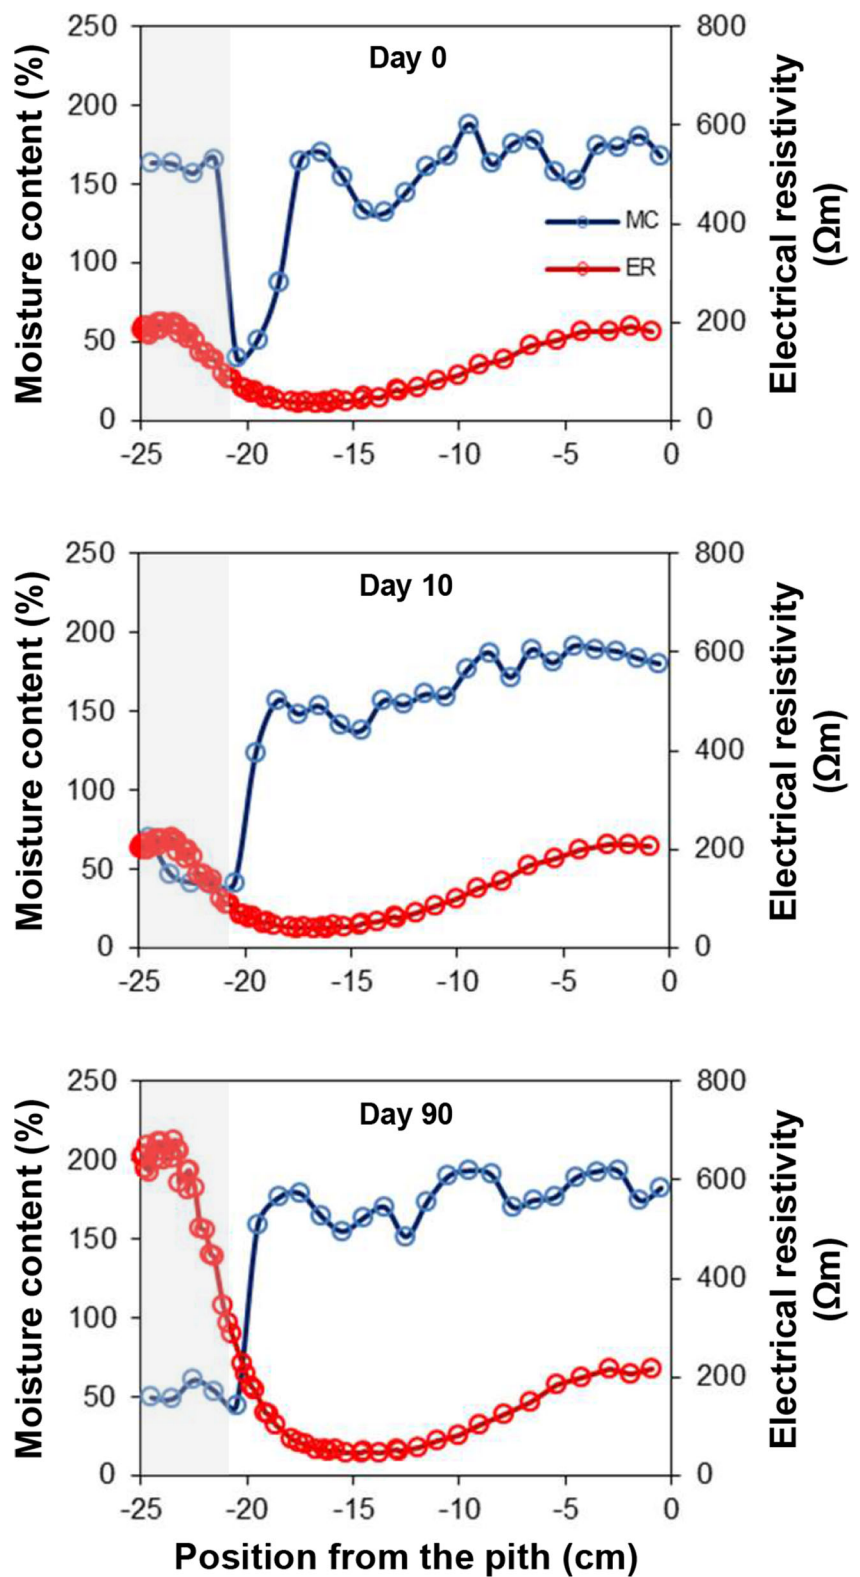 Day 0
Moisture content (%)
250
200
150
100
50
0
800
600
400
200
0
Electrical resistivity
(Ωm)
MC
ER
-25 -20 -15 -10 -5 0
Day 10
Moisture content (%)
250
200
150
100
50
0
800
600
400
200
0
Electrical resistivity
(Ωm)
-25 -20 -15 -10 -5 0
Day 90
Moisture content (%)
250
200
150
100
50
0
800
600
400
200
0
Electrical resistivity
(Ωm)
-25 -20 -15 -10 -5 0
Position from the pith (cm)